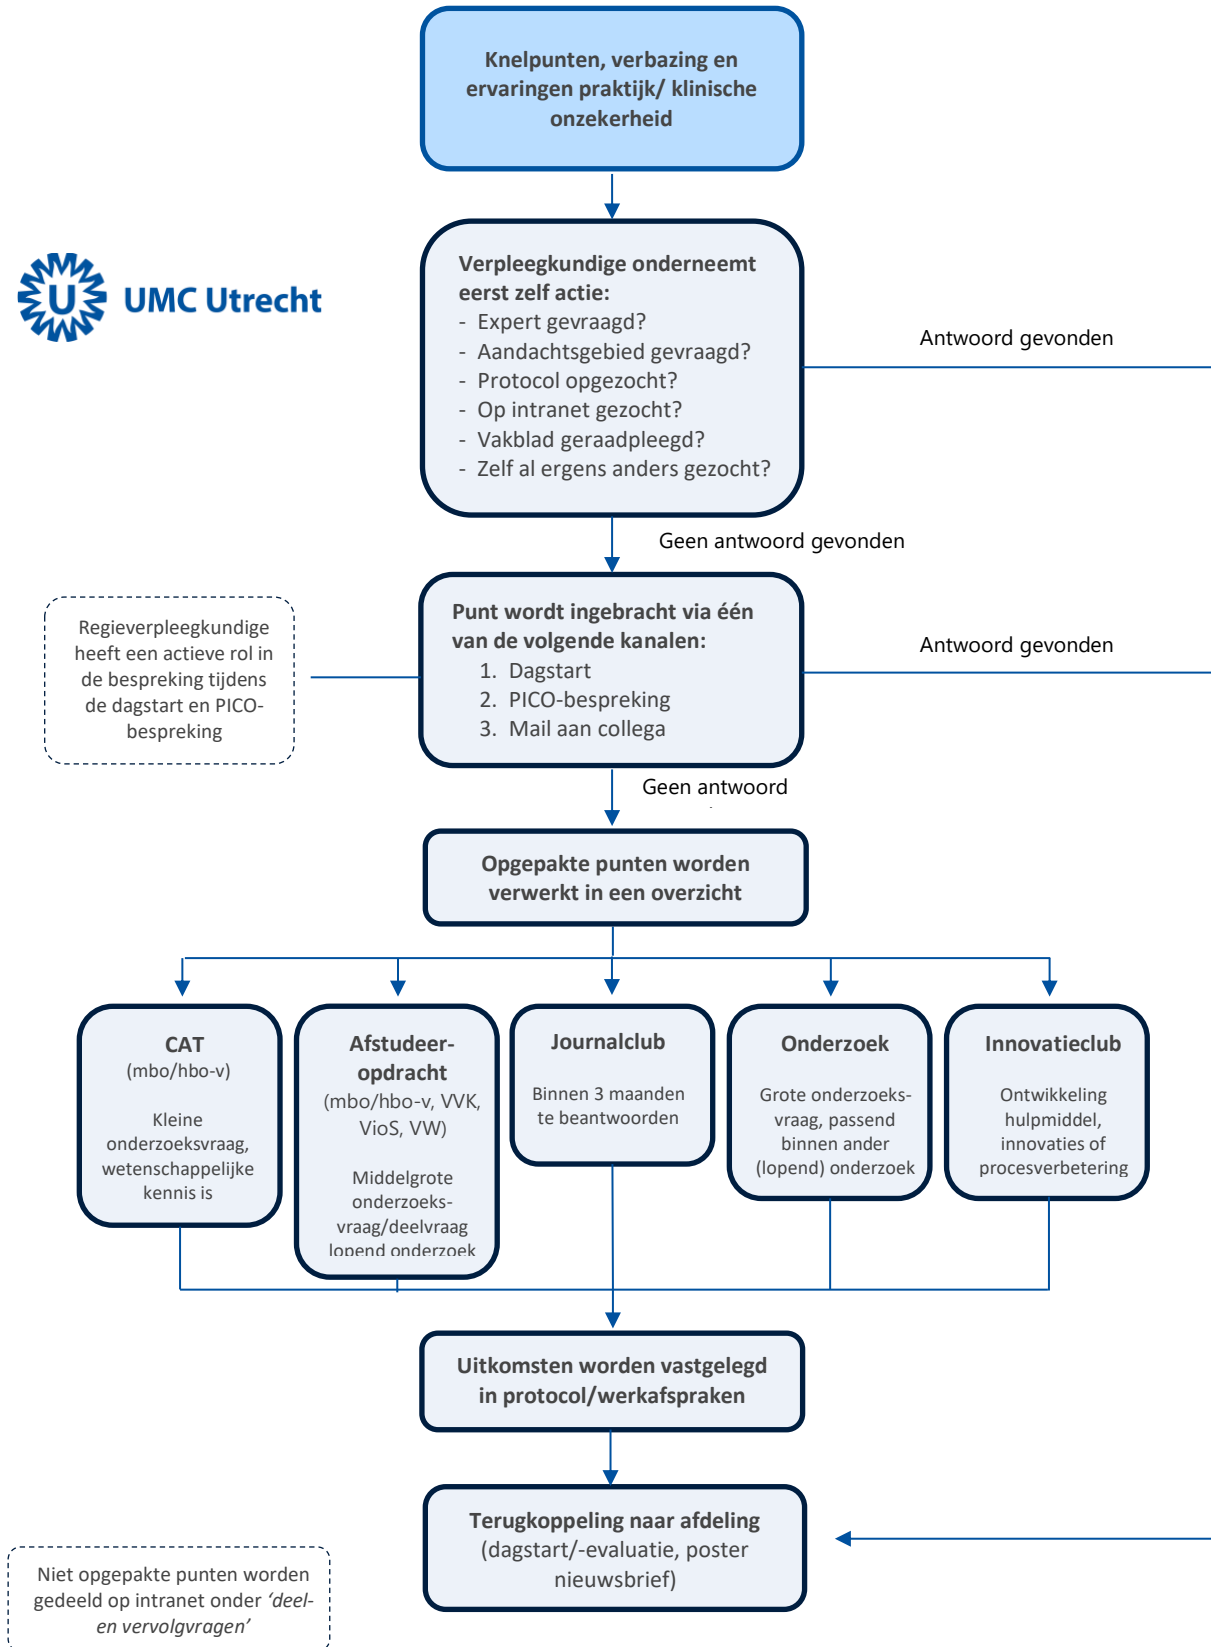 Knelpunten, verbazing en
ervaringen praktijk/ klinische
onzekerheid
UMC Utrecht
U
Verpleegkundige onderneemt
eerst zelf actie:
- Expert gevraagd?
- Aandachtsgebied gevraagd?
- Protocol opgezocht?
- Op intranet gezocht?
- Vakblad geraadpleegd?
- Zelf al ergens anders gezocht?
Antwoord gevonden
Geen antwoord gevonden
Regieverpleegkundige
heeft een actieve rol in
de bespreking tijdens
de dagstart en PICO-
bespreking
Punt wordt ingebracht via één
van de volgende kanalen:
1. Dagstart
2. PICO-bespreking
3. Mail aan collega
Antwoord gevonden
Geen antwoord
Opgepakte punten worden
verwerkt in een overzicht
CAT
(mbo/hbo-v)
Kleine
onderzoeksvraag,
wetenschappelijke
kennis is
Afstudeer-
opdracht
(mbo/hbo-v, VVK,
VioS, VW)
Middelgrote
onderzoeks-
vraag/deelvraag
lopend onderzoek
Journalclub
Binnen 3 maanden
te beantwoorden
Onderzoek
Grote onderzoeks-
vraag, passend
binnen ander
(lopend) onderzoek
Innovatieclub
Ontwikkeling
hulpmiddel,
innovaties of
procesverbetering
Uitkomsten worden vastgelegd
in protocol/werkafspraken
Terugkoppeling naar afdeling
(dagstart/-evaluatie, poster
nieuwsbrief)
Niet opgepakte punten worden
gedeeld op intranet onder ‘deel-
en vervolgvragen’